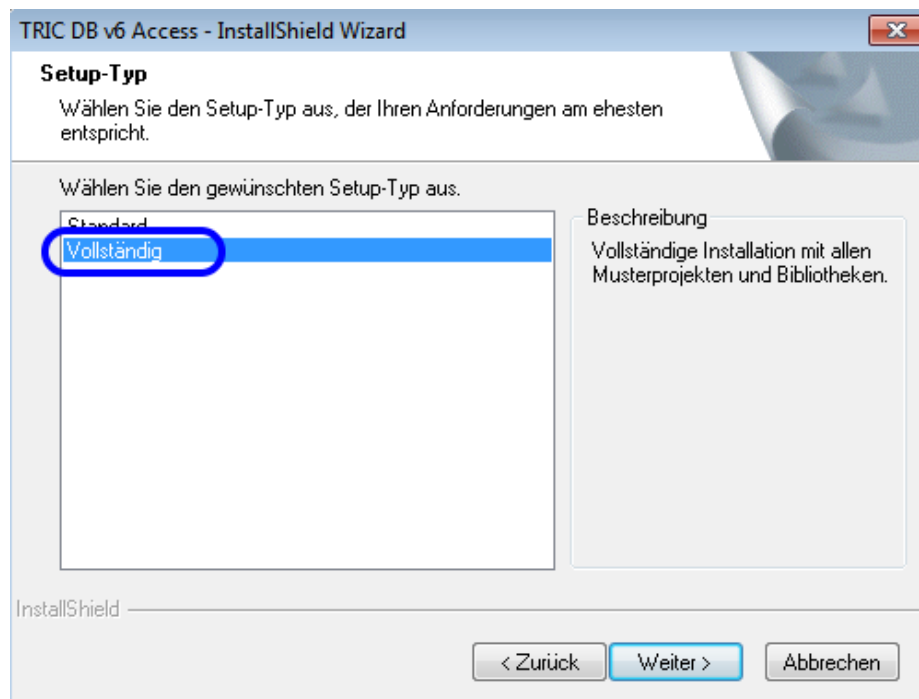 TRIC DB v6 Access - InstallShield Wizard
Setup-Typ
Wählen Sie den Setup-Typ aus, der Ihren Anforderungen am ehesten
entspricht.
Wählen Sie den gewünschten Setup-Typ aus.
Standard
Vollständig
Beschreibung
Vollständige Installation mit allen
Musterprojekten und Bibliotheken.
InstallShield
< Zurück
Weiter >
Abbrechen